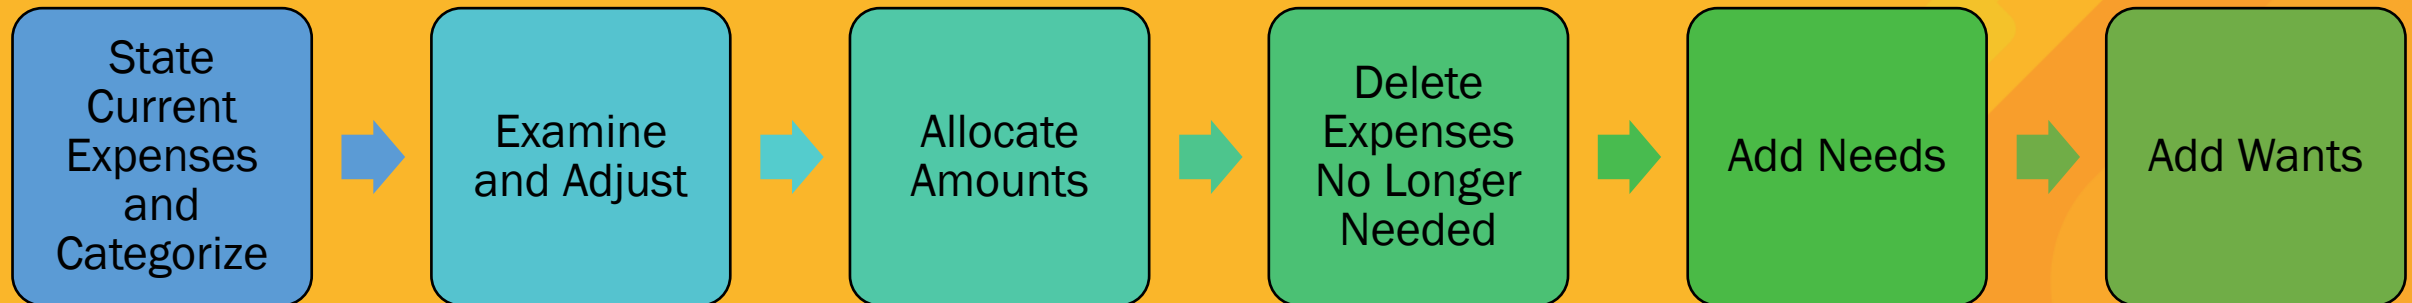 State
Current
Expenses
and
Categorize
Examine
and Adjust
Allocate
Amounts
Delete
Expenses
No Longer
Needed
Add Needs
Add Wants